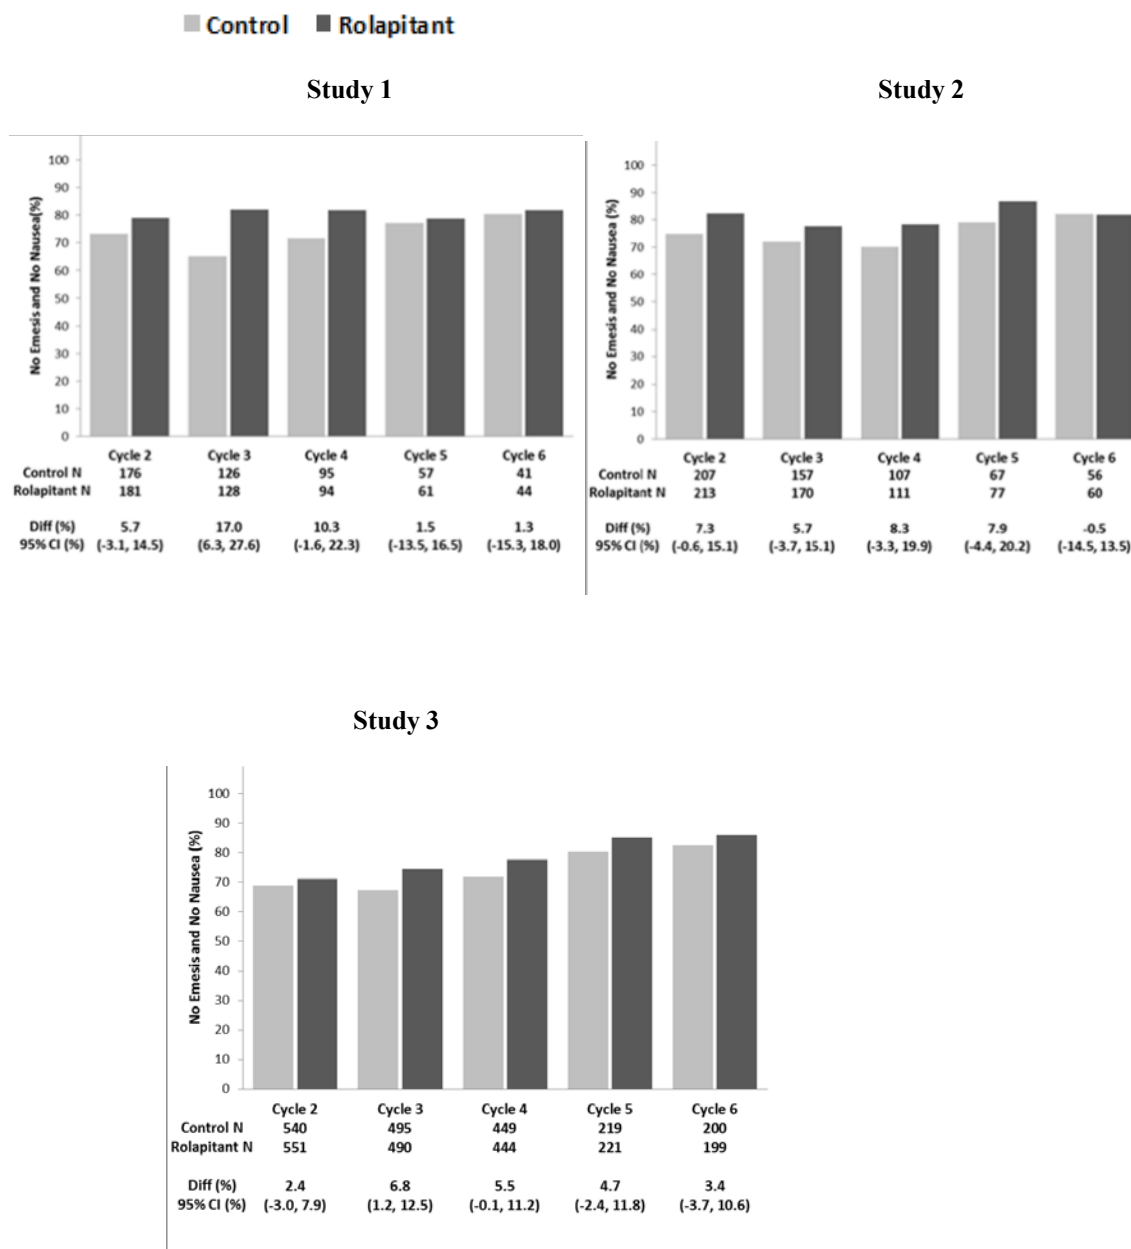 Control Rolapitant
Study 1
No Emesis and No Nausea(%)
100
90
80
70
60
50
40
30
20
10
0
Cycle 2 Cycle 3 Cycle 4 Cycle 5 Cycle 6
Control N 176 126 95 57 41
Rolapitant N 181 128 94 61 44
Diff (%) 5.7 17.0 10.3 1.5 1.3
95% CI (%) (-3.1, 14.5) (6.3, 27.6) (-1.6, 22.3) (-13.5, 16.5) (-15.3, 18.0)
Study 2
No Emesis and No Nausea (%)
100
90
80
70
60
50
40
30
20
10
0
Cycle 2 Cycle 3 Cycle 4 Cycle 5 Cycle 6
Control N 207 157 107 67 56
Rolapitant N 213 170 111 77 60
Diff (%) 7.3 5.7 8.3 7.9 -0.5
95% CI (%) (-0.6, 15.1) (-3.7, 15.1) (-3.3, 19.9) (-4.4, 20.2) (-14.5, 13.5)
Study 3
No Emesis and No Nausea (%)
100
90
80
70
60
50
40
30
20
10
0
Cycle 2 Cycle 3 Cycle 4 Cycle 5 Cycle 6
Control N 540 495 449 219 200
Rolapitant N 551 490 444 221 199
Diff (%) 2.4 6.8 5.5 4.7 3.4
95% CI (%) (-3.0, 7.9) (1.2, 12.5) (-0.1, 11.2) (-2.4, 11.8) (-3.7, 10.6)